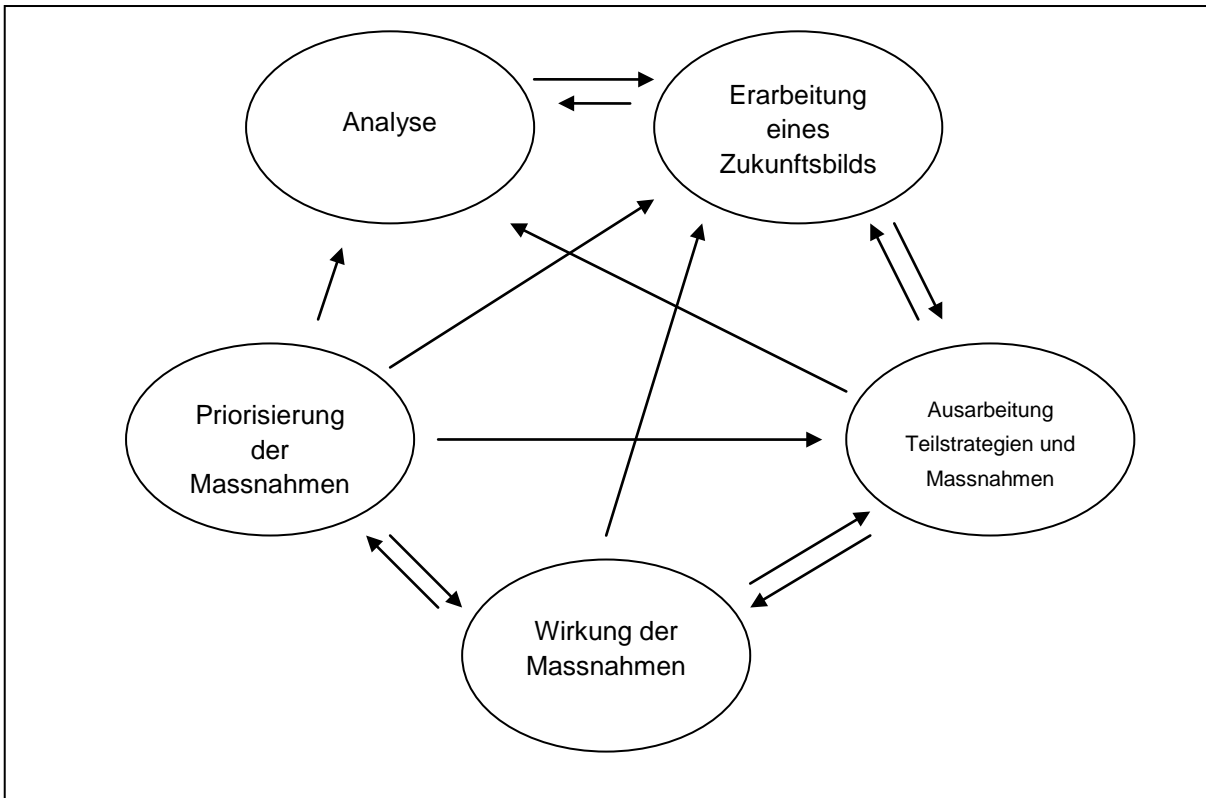 Analyse
Erarbeitung
eines
Zukunftsbilds
Priorisierung
der
Massnahmen
Ausarbeitung
Teilstrategien und
Massnahmen
Wirkung der
Massnahmen